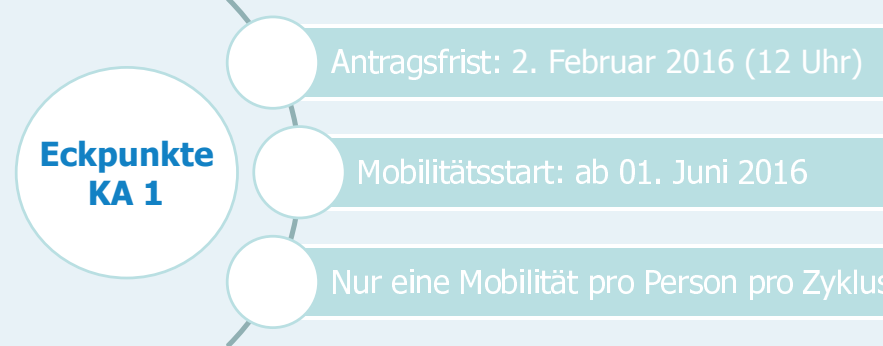 Eckpunkte
KA 1
Antragsfrist: 2. Februar 2016 (12 Uhr)
Mobilitätsstart: ab 01. Juni 2016
Nur eine Mobilität pro Person pro Zyklus